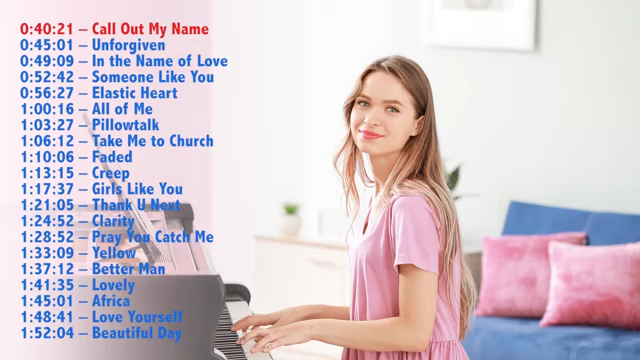 0:40:21 – Call Out My Name
0:45:01 – Unforgiven
0:49:09 – In the Name of Love
0:52:42 – Someone Like You
0:56:27 – Elastic Heart
1:00:16 – All of Me
1:03:27 – Pillowtalk
1:06:12 – Take Me to Church
1:10:06 – Faded
1:13:15 – Creep
1:17:37 – Girls Like You
1:21:05 – Thank U Next
1:24:52 – Clarity
1:28:52 – Pray You Catch Me
1:33:09 – Yellow
1:37:12 – Better Man
1:41:35 – Lovely
1:45:01 – Africa
1:48:41 – Love Yourself
1:52:04 – Beautiful Day